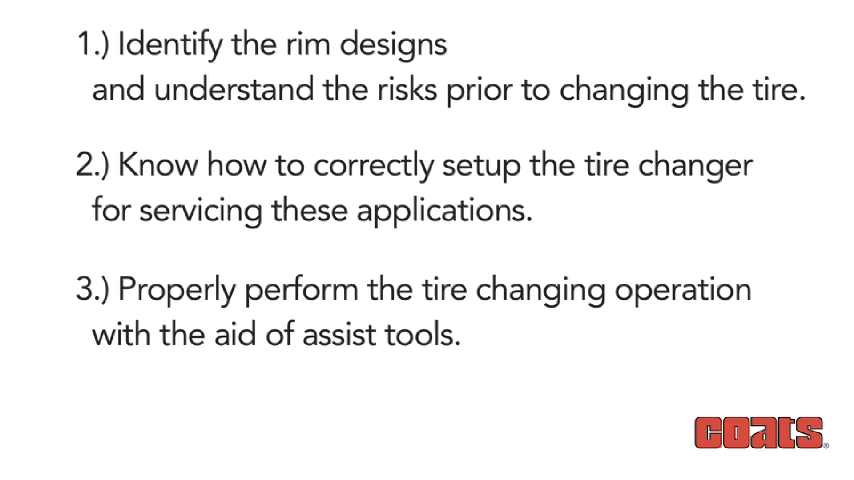 1.) Identify the rim designs
and understand the risks prior to changing the tire.
2.) Know how to correctly setup the tire changer
for servicing these applications.
3.) Properly perform the tire changing operation
with the aid of assist tools.
coats®